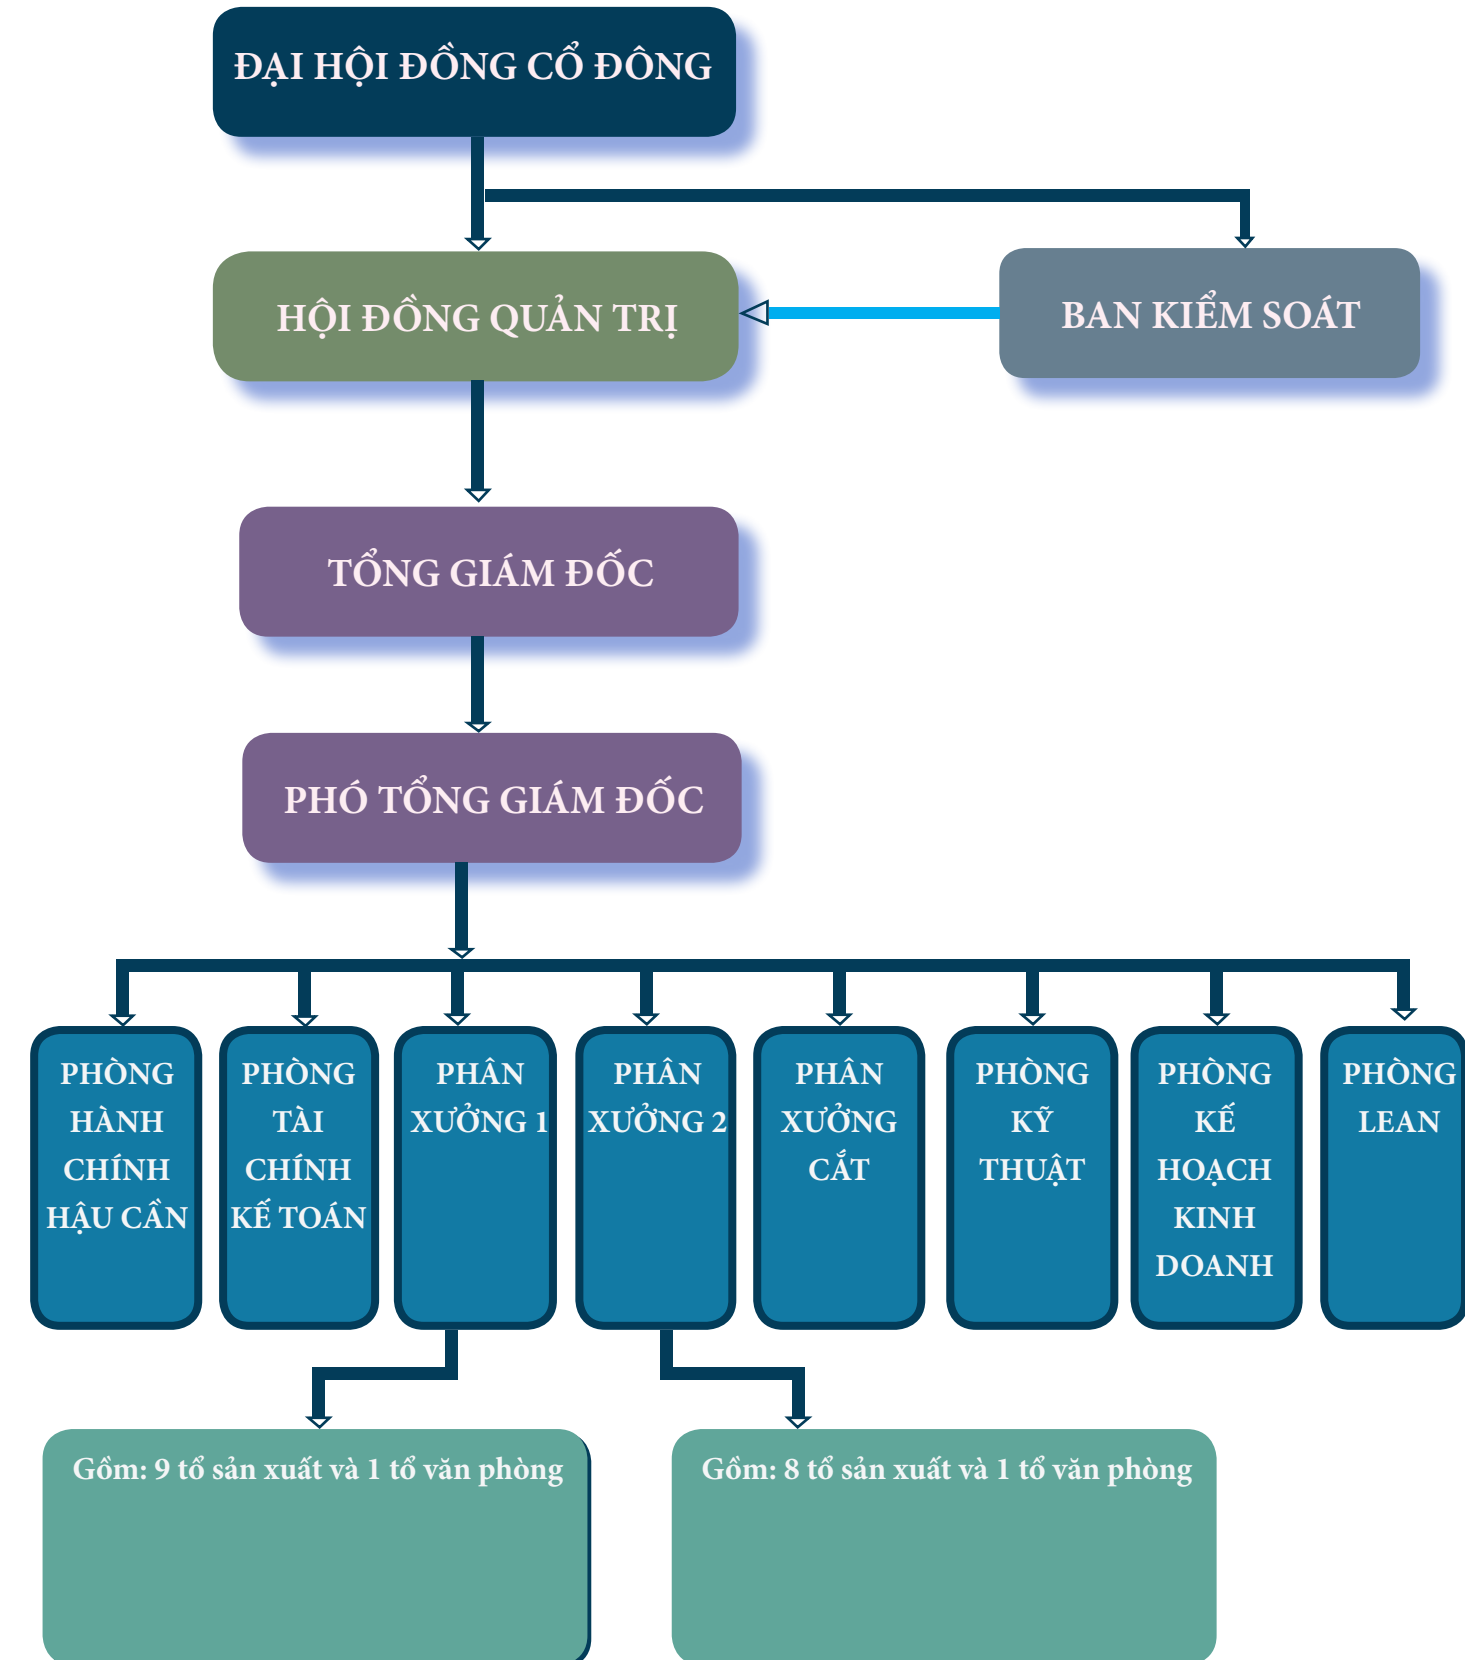 ĐẠI HỘI ĐỒNG CỔ ĐÔNG
HỘI ĐỒNG QUẢN TRỊ
BAN KIỂM SOÁT
TỔNG GIÁM ĐỐC
PHÓ TỔNG GIÁM ĐỐC
PHÒNG
HÀNH
CHÍNH
HẬU CẦN
PHÒNG
TÀI
CHÍNH
KẾ TOÁN
PHÂN
XƯỞNG 1
PHÂN
XƯỞNG 2
PHÂN
XƯỞNG
CẮT
PHÒNG
KỸ
THUẬT
PHÒNG
KẾ
HOẠCH
KINH
DOANH
PHÒNG
LEAN
Gồm: 9 tổ sản xuất và 1 tổ văn phòng
Gồm: 8 tổ sản xuất và 1 tổ văn phòng